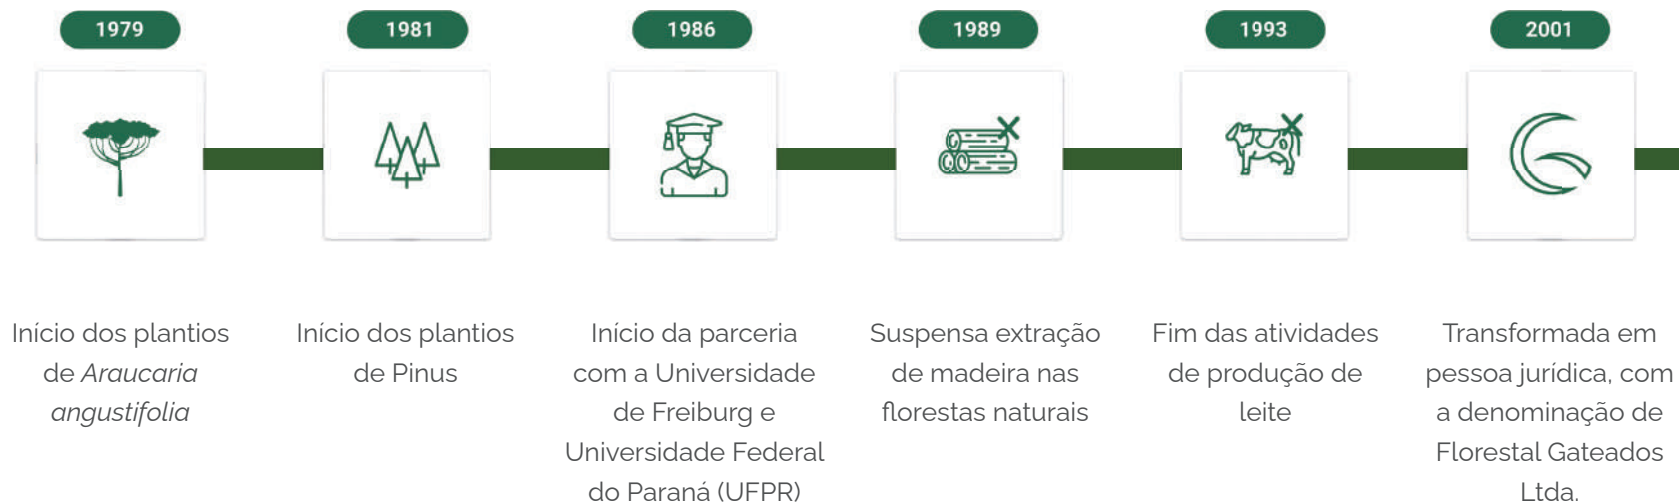 1979
Início dos plantios
de Araucaria
angustifolia
1981
Início dos plantios
de Pinus
1986
Início da parceria
com a Universidade
de Freiburg e
Universidade Federal
do Paraná (UFPR)
1989
Suspensa extração
de madeira nas
florestas naturais
1993
Fim das atividades
de produção de
leite
2001
Transformada em
pessoa jurídica, com
a denominação de
Florestal Gateados
Ltda.